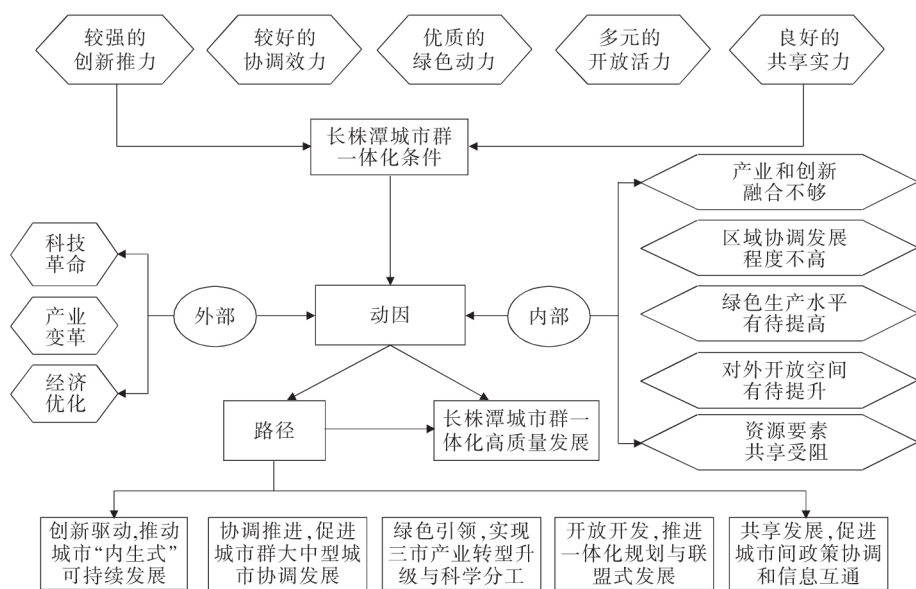 较强的
创新推力
较好的
协调效力
优质的
绿色动力
多元的
开放活力
良好的
共享实力
长株潭城市群
一体化条件
产业和创新
融合不够
区域协调发展
程度不高
绿色生产水平
有待提高
对外开放空间
有待提升
资源要素
共享受阻
科技
革命
产业
变革
经济
优化
外部
动因
内部
路径
长株潭城市群一
体化高质量发展
创新驱动,推动
城市“内生式”
可持续发展
协调推进,促进
城市群大中型城
市协调发展
绿色引领,实现
三市产业转型升
级与科学分工
开放开发,推进
一体化规划与联
盟式发展
共享发展,促进
城市间政策协调
和信息互通